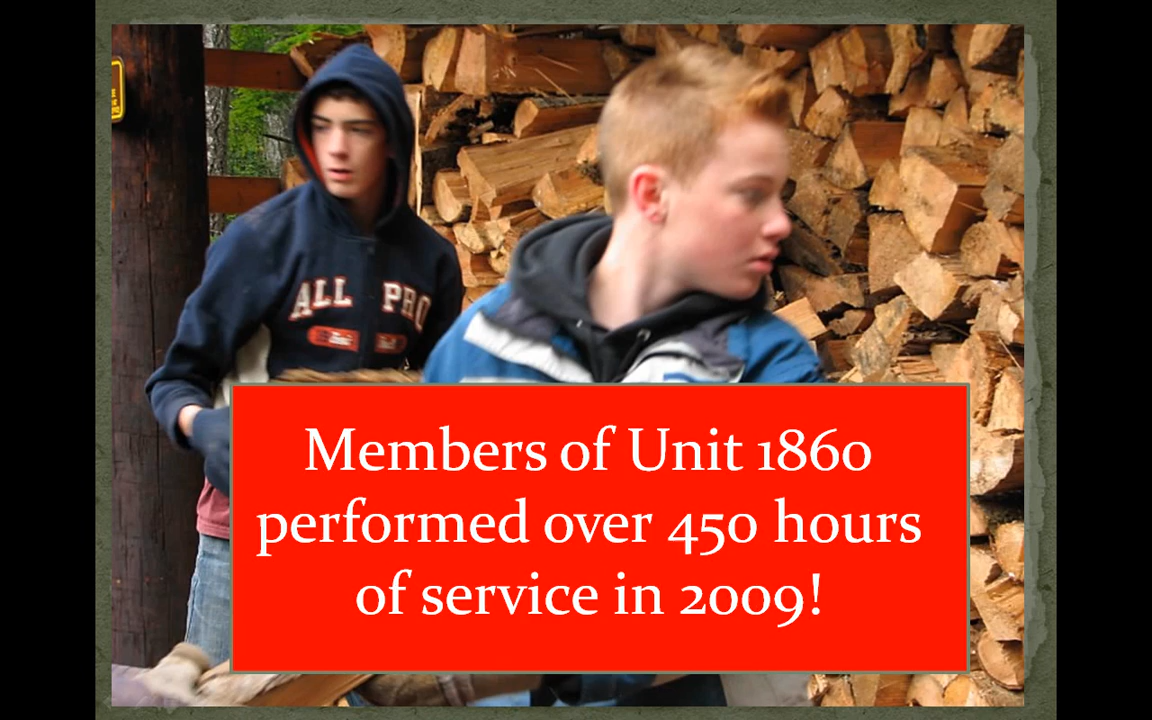 ALL PRO
Members of Unit 1860
performed over 450 hours
of service in 2009!